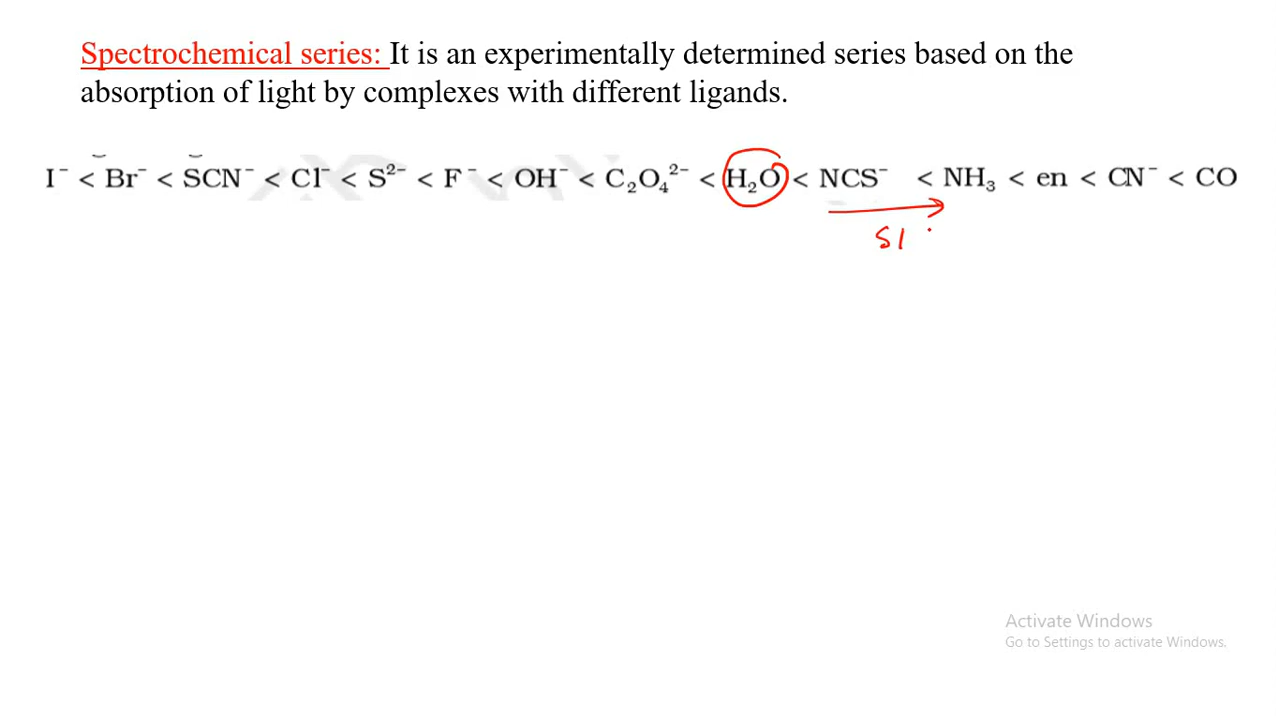 Spectrochemical series: It is an experimentally determined series based on the
absorption of light by complexes with different ligands.
I⁻ < Br⁻ < SCN⁻ < Cl⁻ < S²⁻ < F⁻ < OH⁻ < C₂O₄²⁻ < H₂O < NCS⁻ < NH₃ < en < CN⁻ < CO
Activate Windows
Go to Settings to activate Windows.